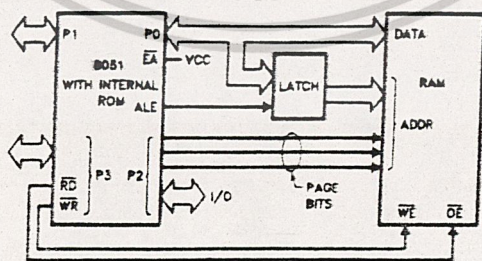 P1
P0
DATA
8051
EA
VCC
WITH INTERNAL
ROM
ALE
LATCH
RAM
ADDR
P3
P2
RD
WR
I/O
PAGE
BITS
WE
OE